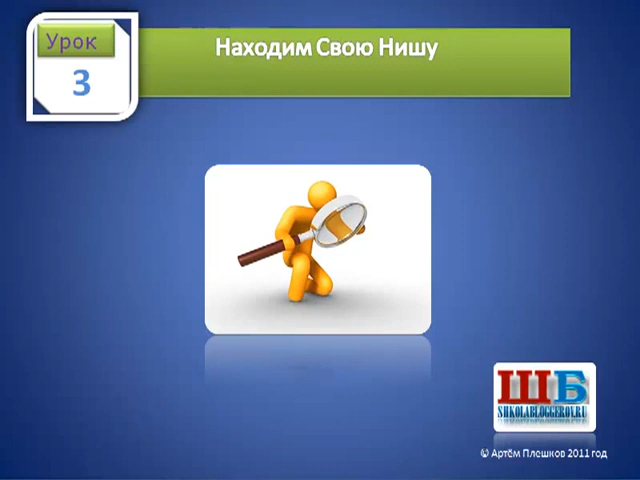 Урок
3
Находим Свою Нишу
ШБ
SHKOLABLOGGEROV.RU
© Артём Плешков 2011 год